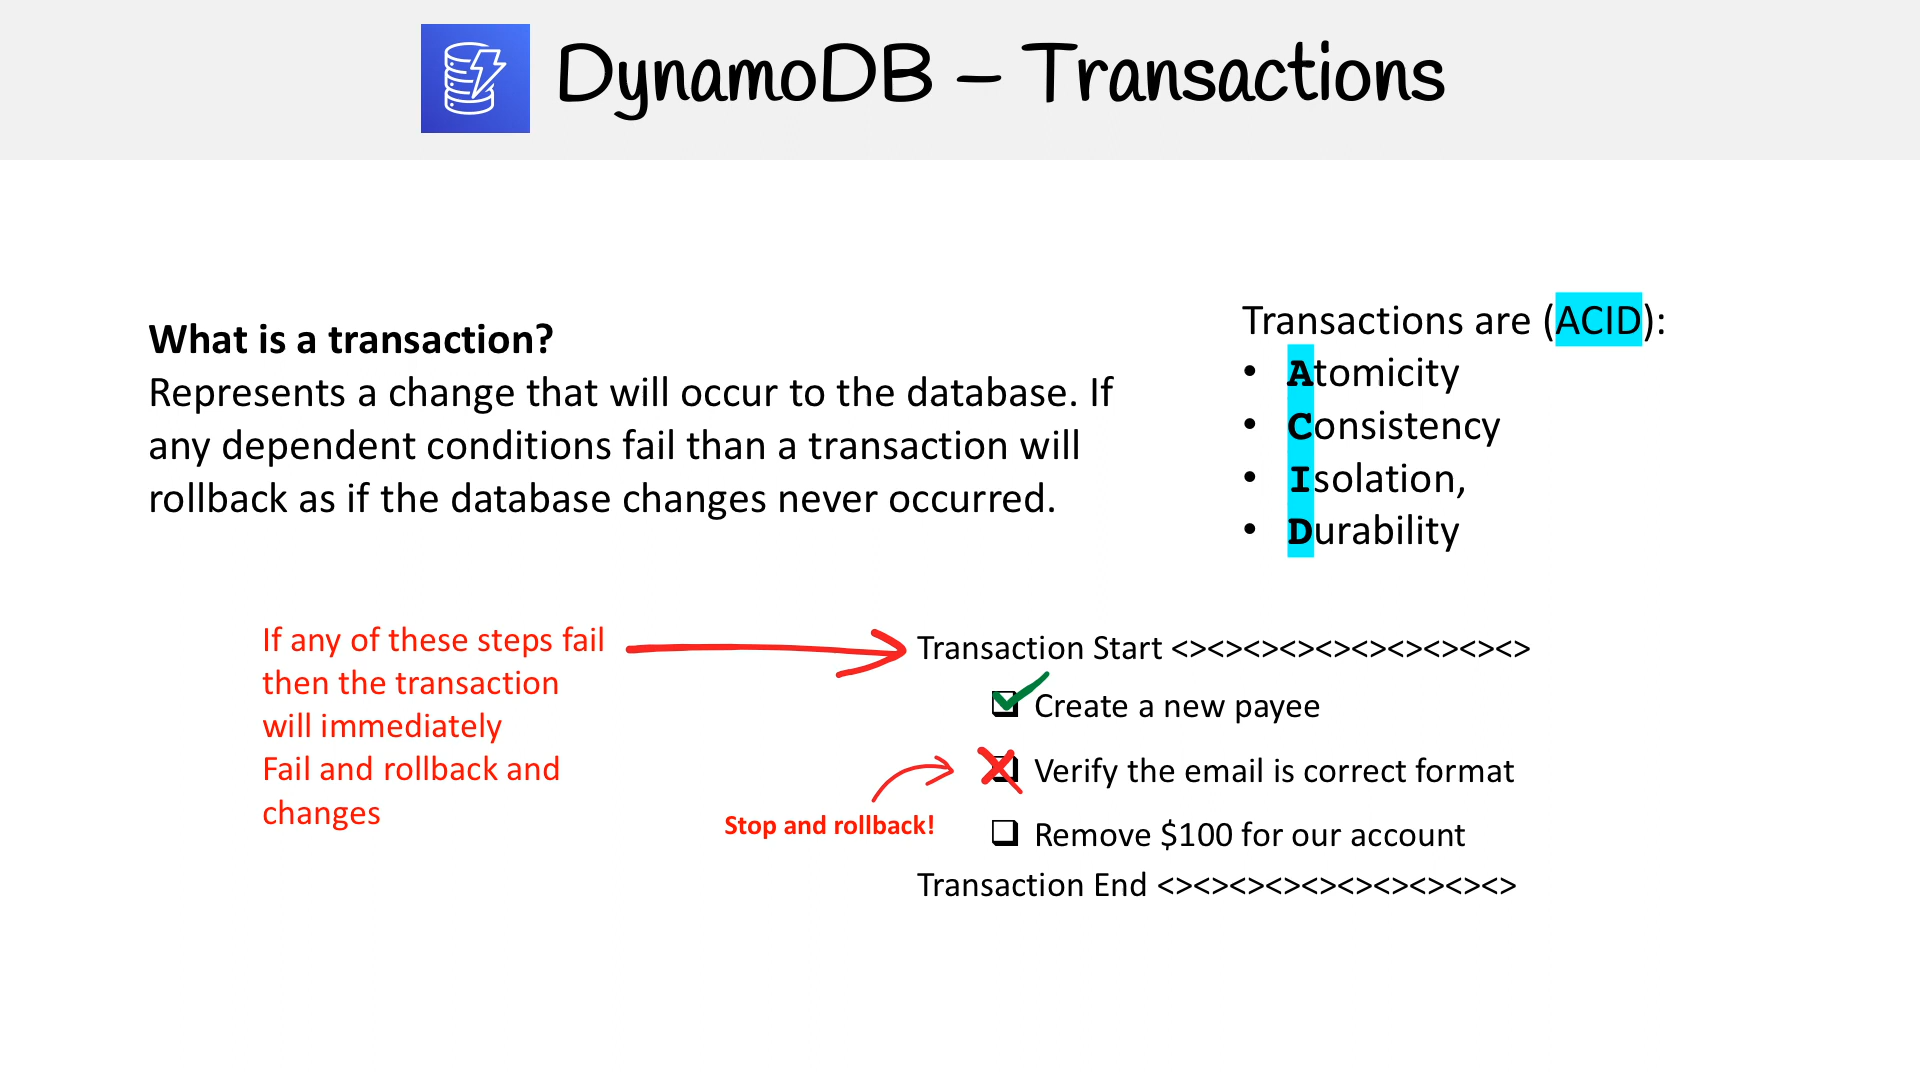 DynamoDB – Transactions
What is a transaction?
Represents a change that will occur to the database. If
any dependent conditions fail than a transaction will
rollback as if the database changes never occurred.
Transactions are (ACID):
• Atomicity
• Consistency
• Isolation,
• Durability
If any of these steps fail
then the transaction
will immediately
Fail and rollback and
changes
Transaction Start <><><><><><><><><><>
Create a new payee
Verify the email is correct format
Stop and rollback!
Remove $100 for our account
Transaction End <><><><><><><><><><>